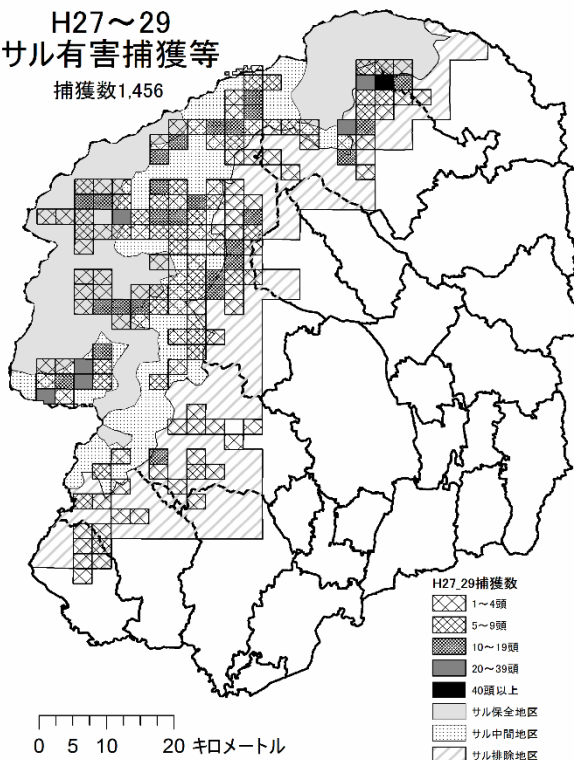 H27～29
サル有害捕獲等
捕獲数1,456
H27_29捕獲数
1～4頭
5～9頭
10～19頭
20～39頭
40頭以上
サル保全地区
サル中間地区
サル排除地区
0 5 10 20 キロメートル